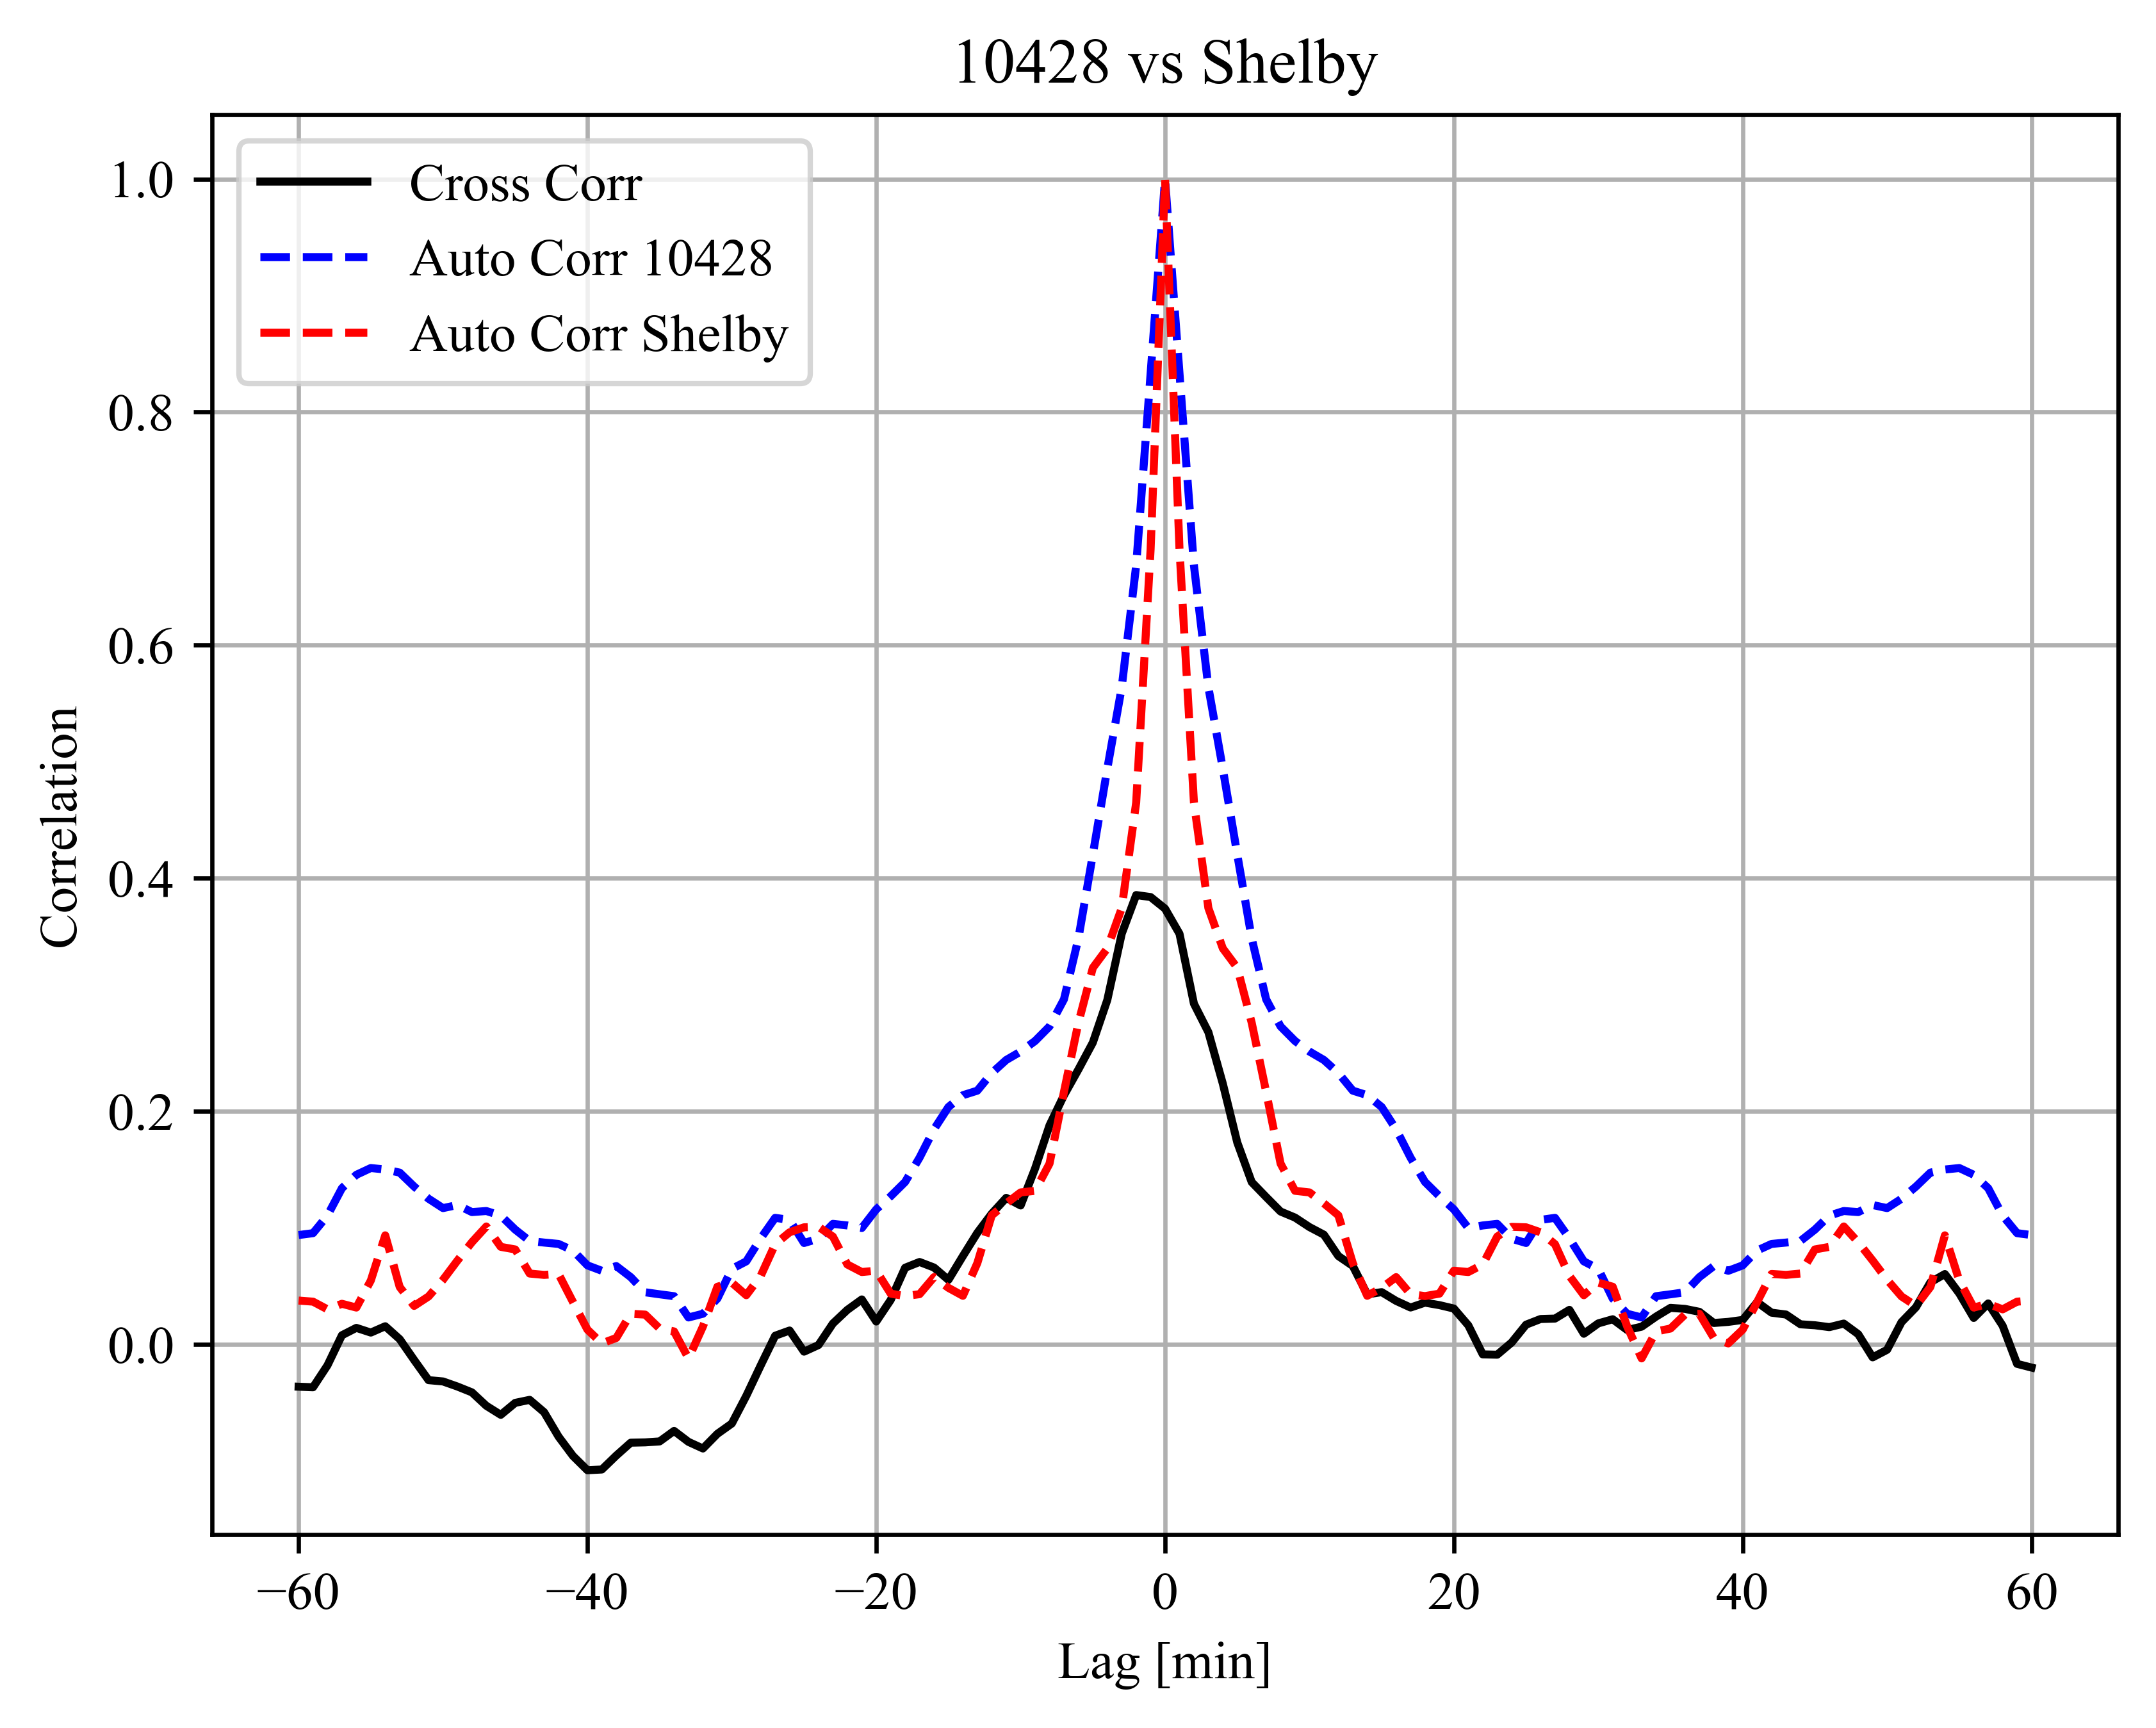 10428 vs Shelby
Cross Corr
Auto Corr 10428
Auto Corr Shelby
1.0
0.8
0.6
0.4
0.2
0.0
Correlation
−60 −40 −20 0 20 40 60
Lag [min]